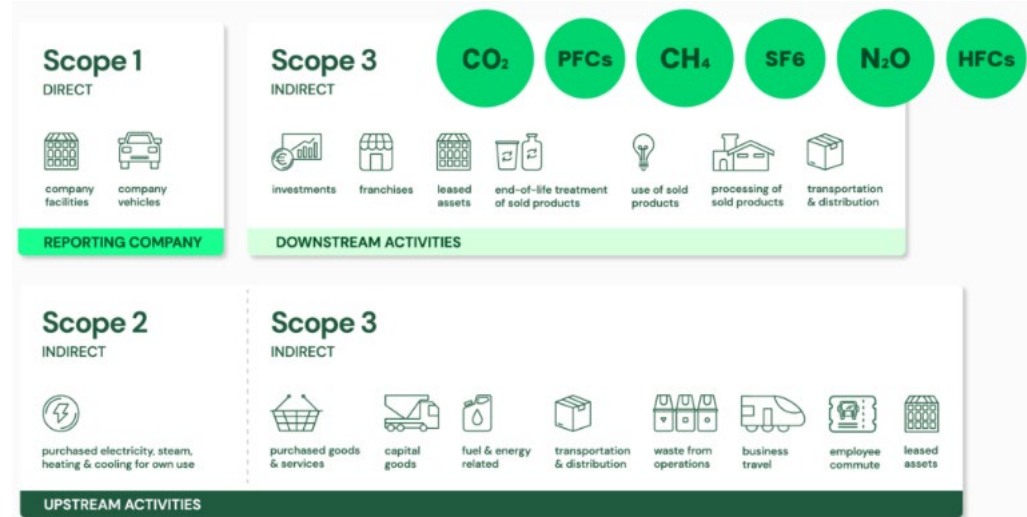 Scope 1
DIRECT
company
facilities
company
vehicles
REPORTING COMPANY
Scope 3
INDIRECT
CO₂
PFCs
CH₄
SF6
N₂O
HFCs
investments
franchises
leased
assets
end-of-life treatment
of sold products
use of sold
products
processing of
sold products
transportation
& distribution
DOWNSTREAM ACTIVITIES
Scope 2
INDIRECT
purchased electricity, steam,
heating & cooling for own use
Scope 3
INDIRECT
purchased goods
& services
capital
goods
fuel & energy
related
transportation
& distribution
waste from
operations
business
travel
employee
commute
leased
assets
UPSTREAM ACTIVITIES